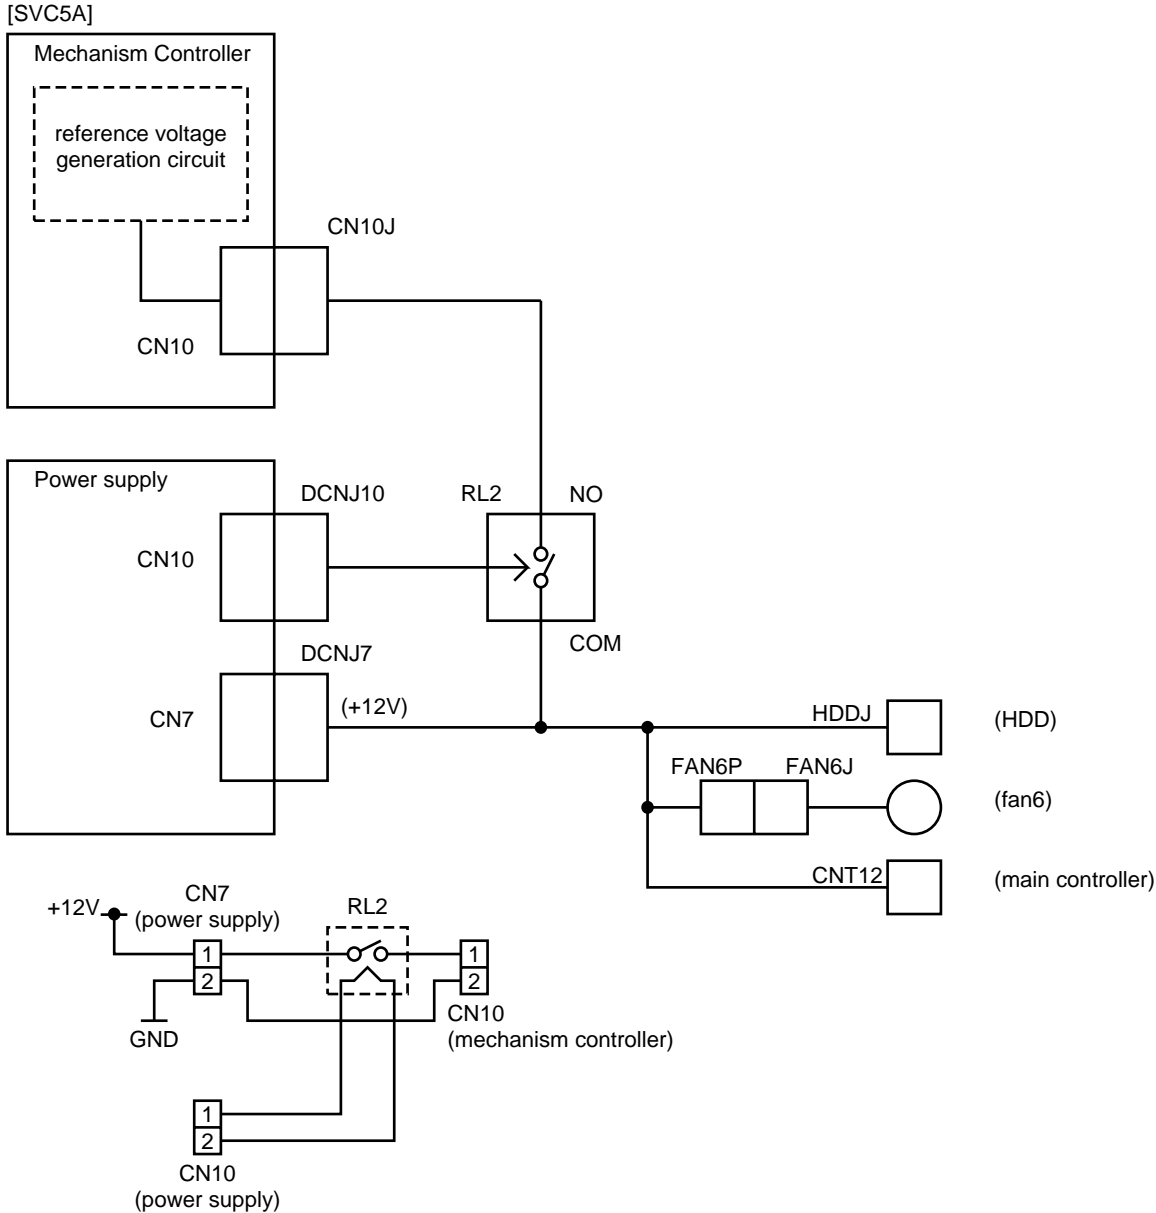 [SVC5A]
Mechanism Controller
reference voltage
generation circuit
CN10J
CN10
Power supply
DCNJ10
RL2
NO
CN10
COM
DCNJ7
(+12V)
CN7
HDDJ
(HDD)
FAN6P
FAN6J
(fan6)
CNT12
(main controller)
+12V
CN7
(power supply)
RL2
1
2
1
2
GND
CN10
(mechanism controller)
1
2
CN10
(power supply)